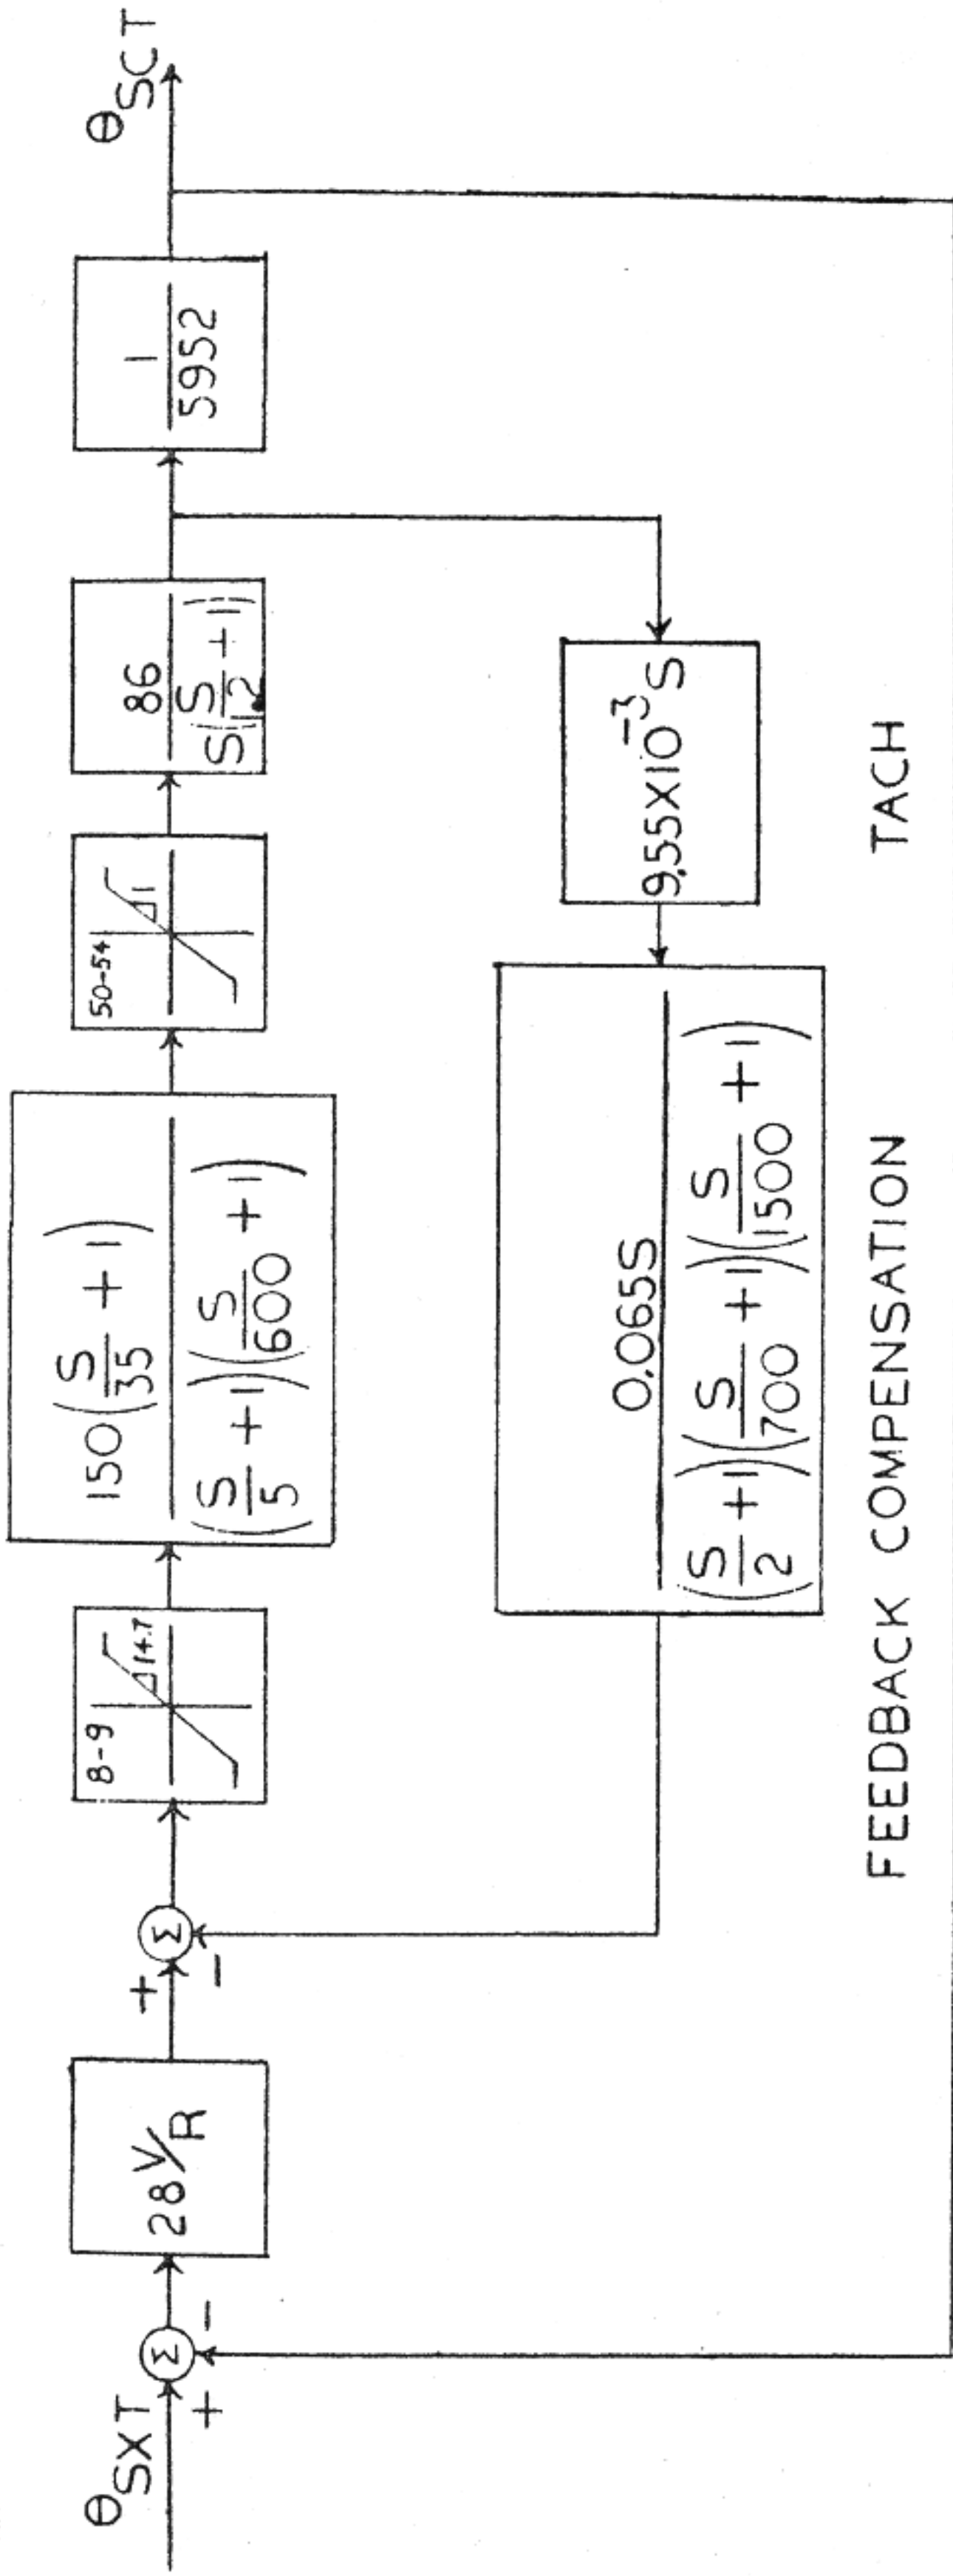 θSXT
+
−
Σ
28 V/R
+
−
Σ
8-9
14.7
150(S/35 + 1)
(S/5 + 1)(S/600 + 1)
50-54
1
86
S(S/12 + 1)
1
5952
θSCT
0.065S
(S/2 + 1)(S/700 + 1)(S/1500 + 1)
9.55X10⁻³ S
FEEDBACK COMPENSATION
TACH